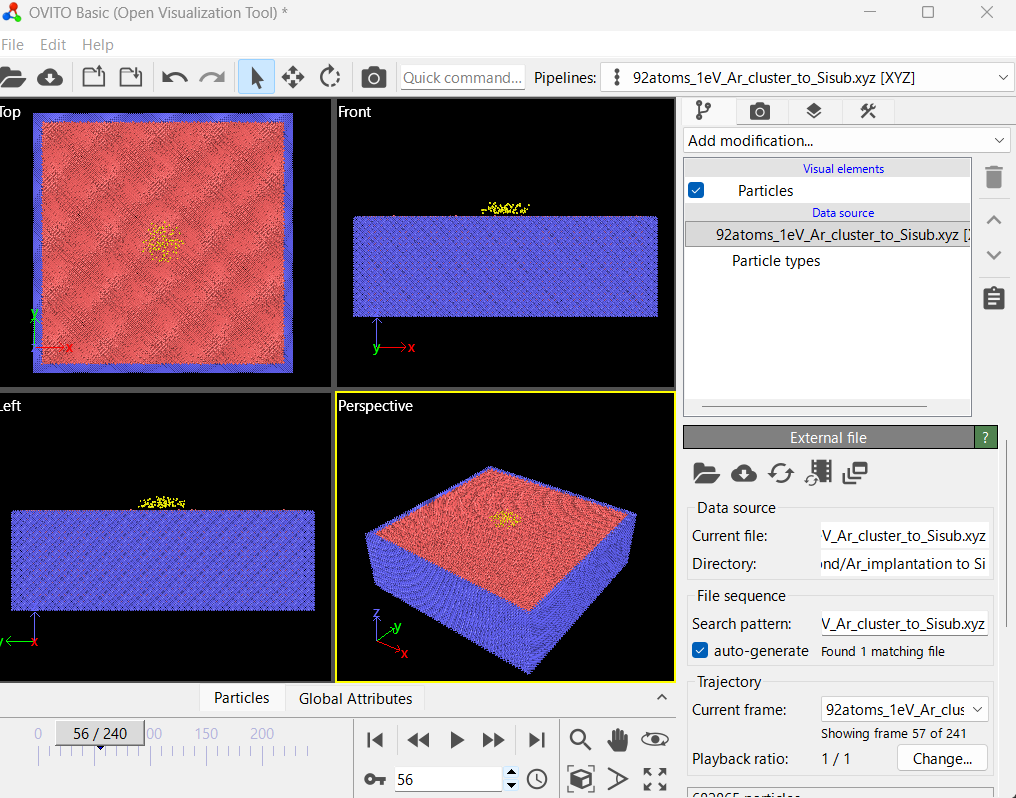 OVITO Basic (Open Visualization Tool) *
File Edit Help
Quick command... Pipelines: 92atoms_1eV_Ar_cluster_to_Sisub.xyz [XYZ]
Top
Front
Add modification...
Visual elements
Particles
Data source
92atoms_1eV_Ar_cluster_to_Sisub.xyz [
Particle types
y
x
z
y
x
Left
Perspective
External file ?
Data source
Current file: V_Ar_cluster_to_Sisub.xyz
Directory: ond/Ar_implantation to Si
File sequence
Search pattern: V_Ar_cluster_to_Sisub.xyz
auto-generate Found 1 matching file
y
x
z
y
x
Trajectory
Current frame: 92atoms_1eV_Ar_clus
Showing frame 57 of 241
Playback ratio: 1 / 1 Change...
Particles Global Attributes
0 56 / 240 00 150 200
56
682865 particles